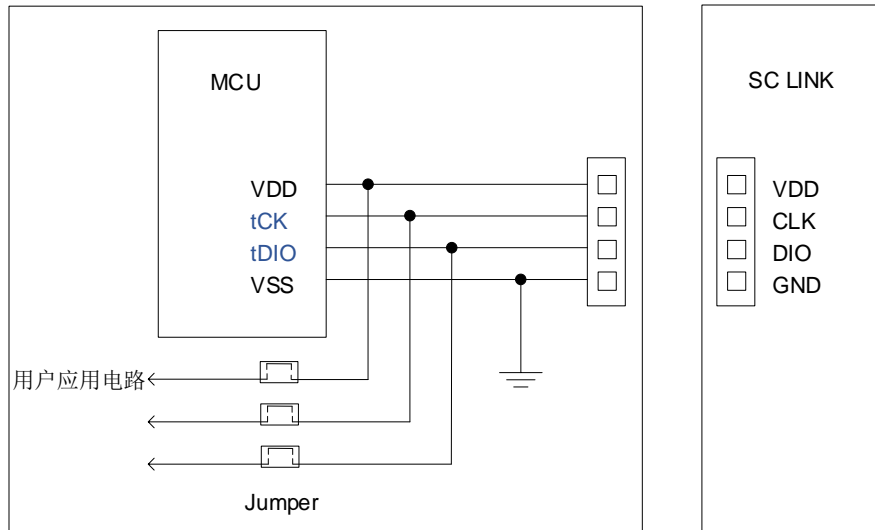 MCU
VDD
tCK
tDIO
VSS
用户应用电路
Jumper
SC LINK
VDD
CLK
DIO
GND